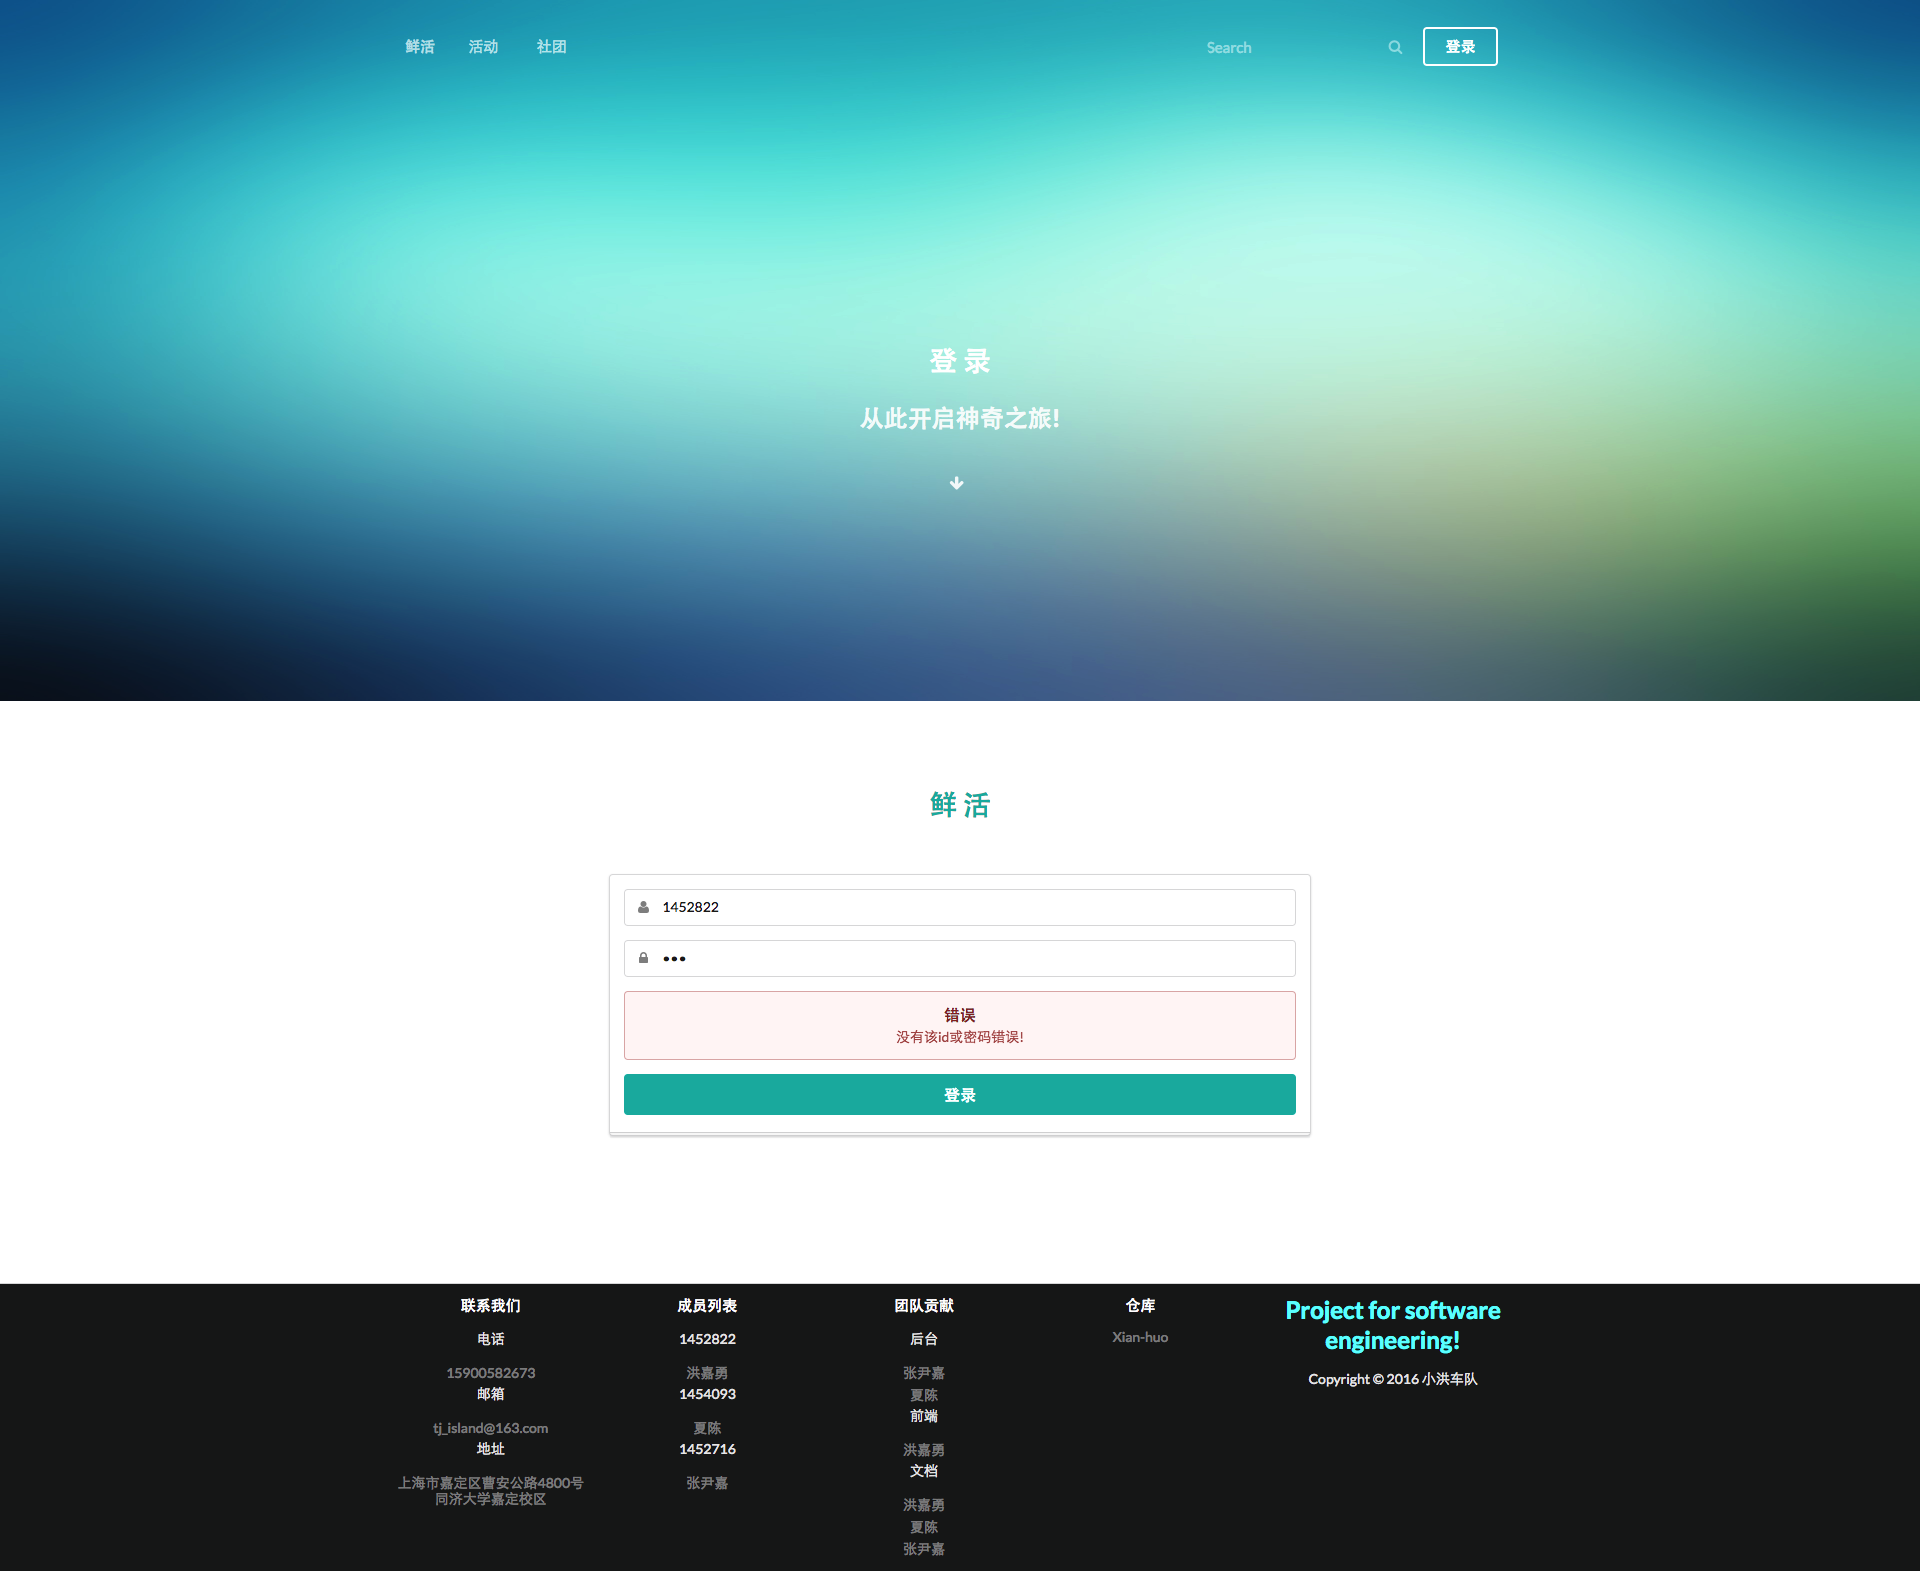 鲜活 活动 社团 Search 登录
登 录
从此开启神奇之旅!
鲜 活
1452822
•••
错误
没有该id或密码错误!
登录
联系我们
电话
15900582673
邮箱
tj_island@163.com
地址
上海市嘉定区曹安公路4800号
同济大学嘉定校区
成员列表
1452822
洪嘉勇
1454093
夏陈
1452716
张尹嘉
团队贡献
后台
张尹嘉
夏陈
前端
洪嘉勇
文档
洪嘉勇
夏陈
张尹嘉
仓库
Xian-huo
Project for software
engineering!
Copyright © 2016 小洪车队